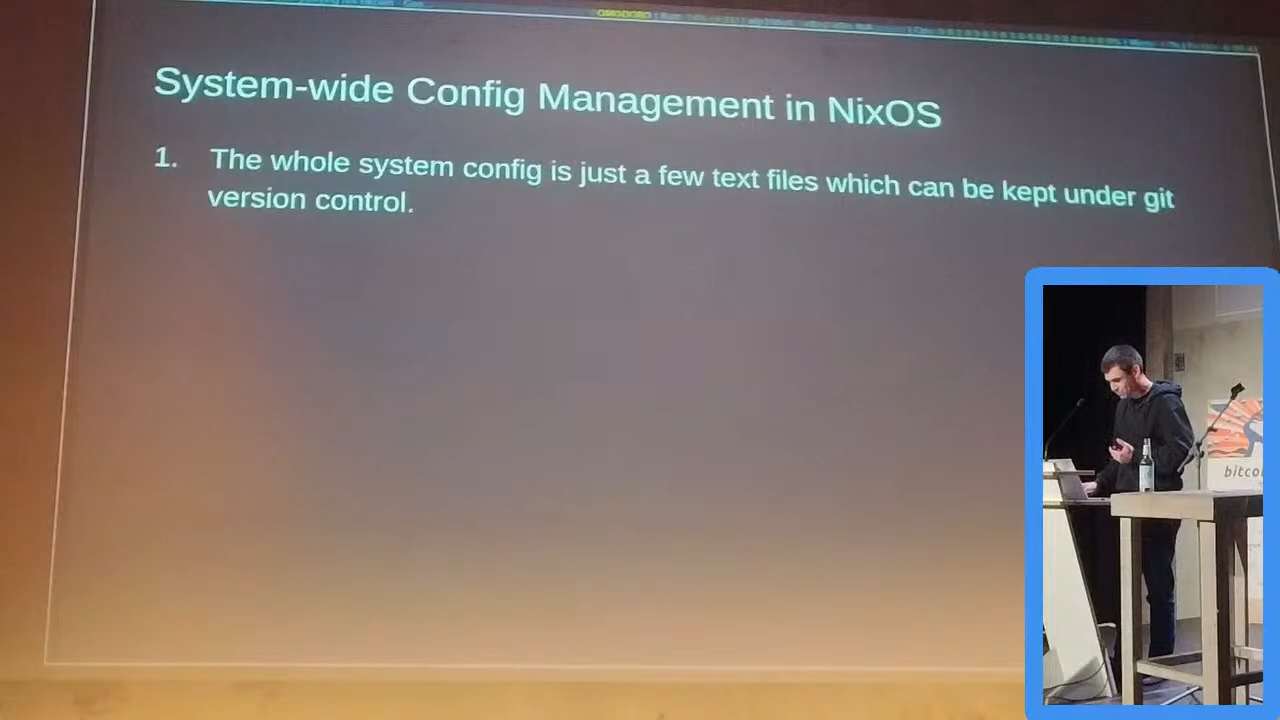 System-wide Config Management in NixOS
1. The whole system config is just a few text files which can be kept under git
version control.